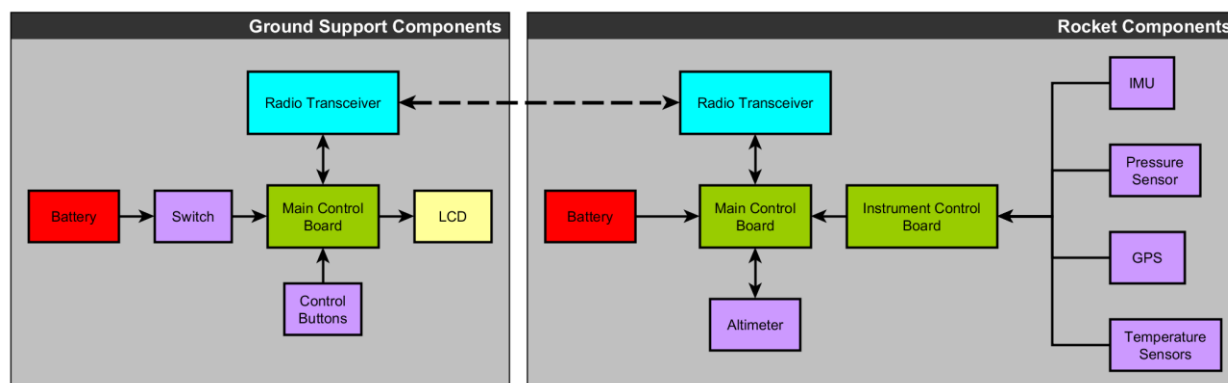 Ground Support Components
Radio Transceiver
Battery
Switch
Main Control
Board
LCD
Control
Buttons
Rocket Components
Radio Transceiver
Battery
Main Control
Board
Instrument Control
Board
Altimeter
IMU
Pressure
Sensor
GPS
Temperature
Sensors